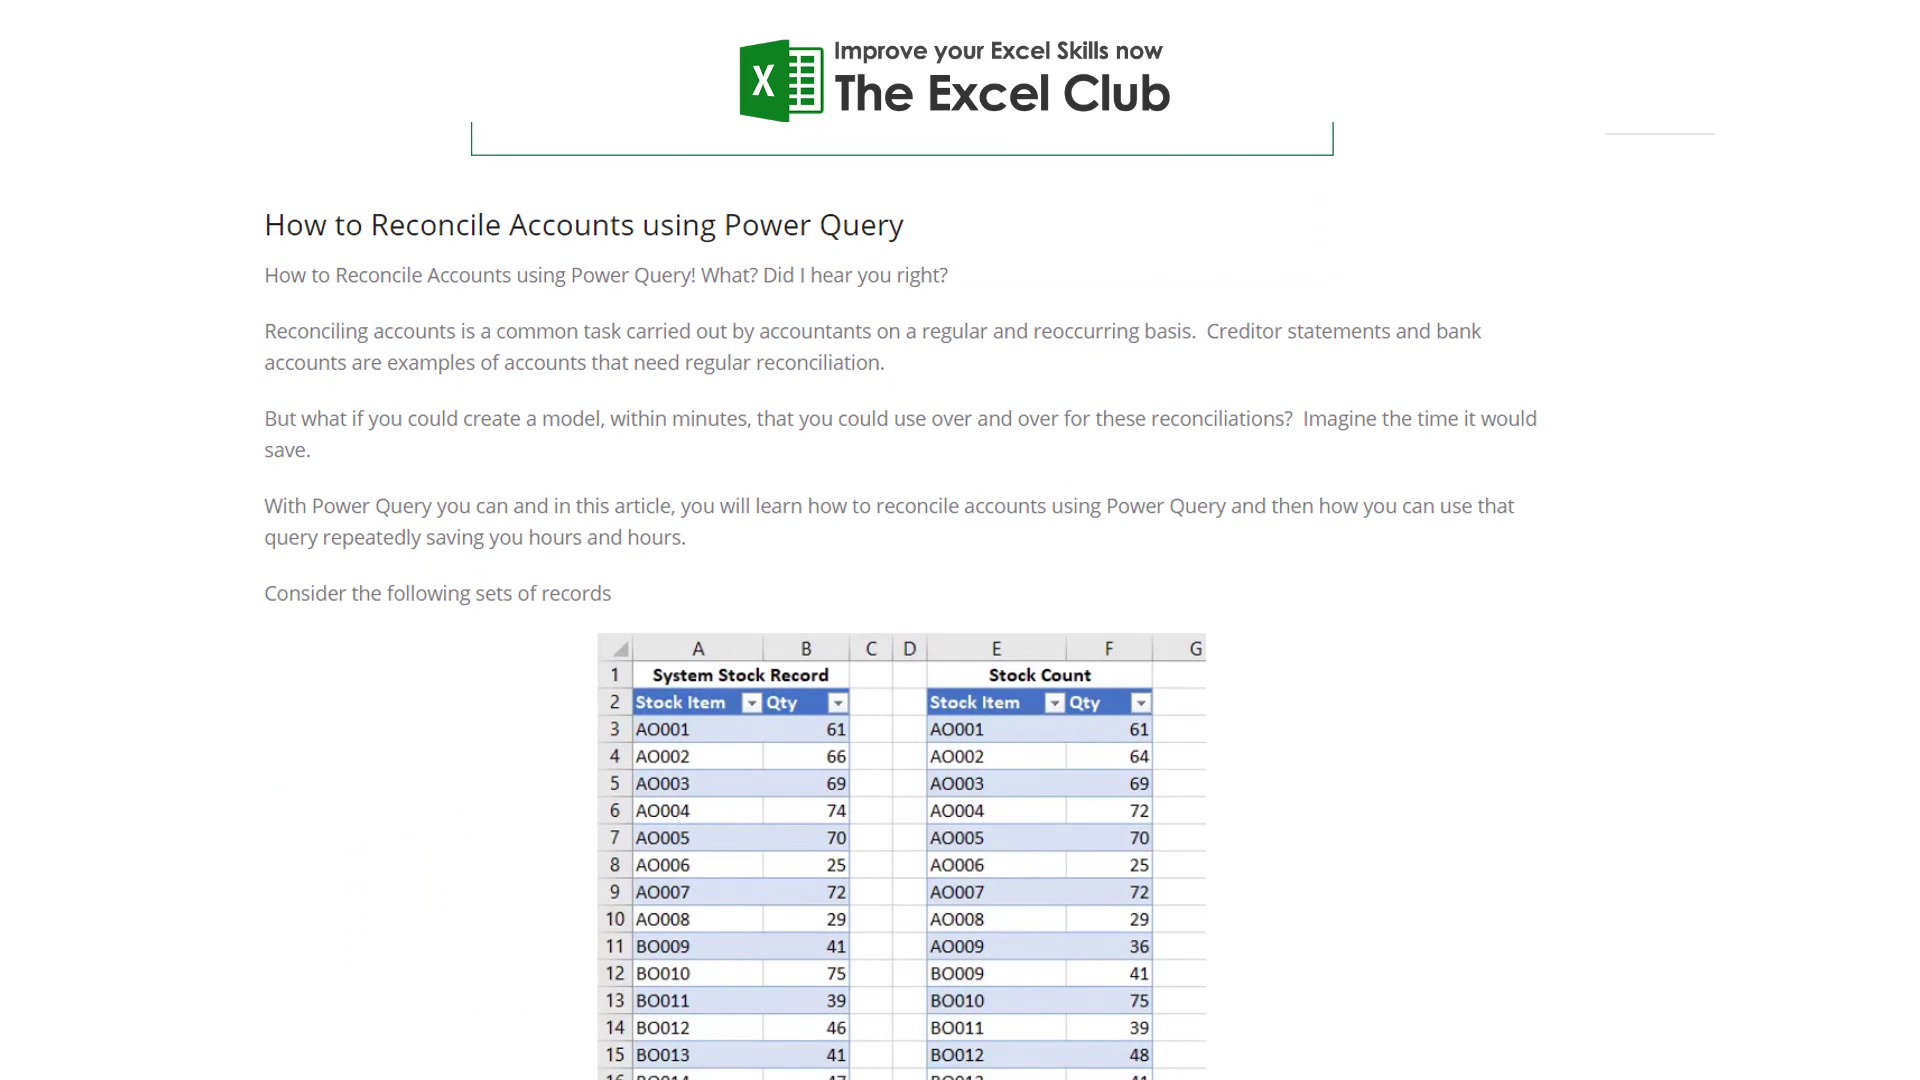 Improve your Excel Skills now
X The Excel Club
How to Reconcile Accounts using Power Query
How to Reconcile Accounts using Power Query! What? Did I hear you right?
Reconciling accounts is a common task carried out by accountants on a regular and reoccurring basis.  Creditor statements and bank
accounts are examples of accounts that need regular reconciliation.
But what if you could create a model, within minutes, that you could use over and over for these reconciliations?  Imagine the time it would
save.
With Power Query you can and in this article, you will learn how to reconcile accounts using Power Query and then how you can use that
query repeatedly saving you hours and hours.
Consider the following sets of records
A B C D E F G
1 System Stock Record Stock Count
2 Stock Item Qty Stock Item Qty
3 AO001 61 AO001 61
4 AO002 66 AO002 64
5 AO003 69 AO003 69
6 AO004 74 AO004 72
7 AO005 70 AO005 70
8 AO006 25 AO006 25
9 AO007 72 AO007 72
10 AO008 29 AO008 29
11 BO009 41 AO009 36
12 BO010 75 BO009 41
13 BO011 39 BO010 75
14 BO012 46 BO011 39
15 BO013 41 BO012 48